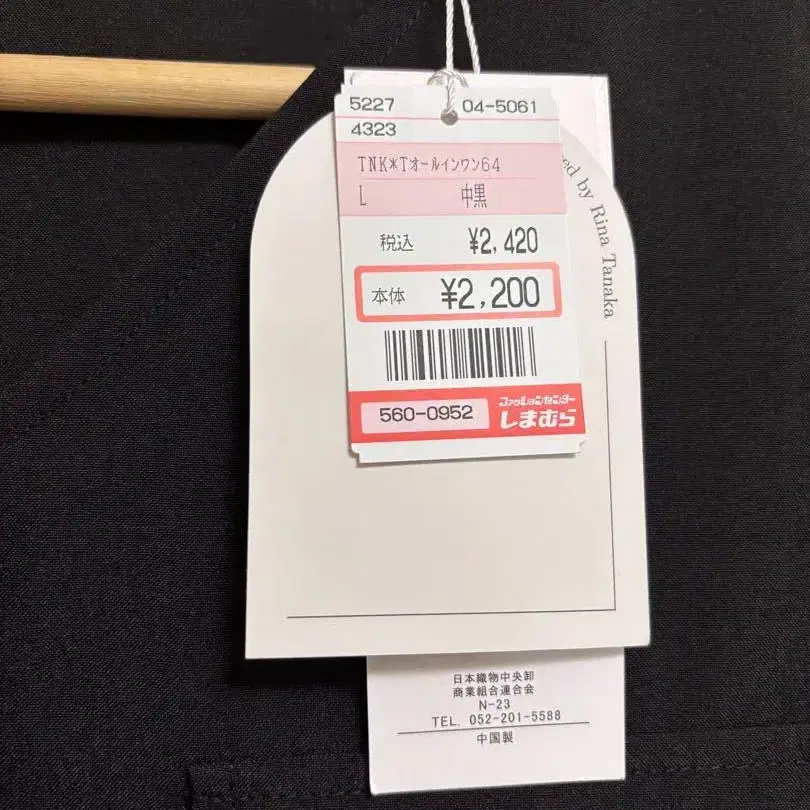 5227 04-5061
4323
TNK*Tオールインワン64
L 中黒
税込 ¥2,420
本体 ¥2,200
560-0952
ファッションセンター
しまむら
ed by Rina Tanaka
日本織物中央卸
商業組合連合会
N-23
TEL. 052-201-5588
中国製